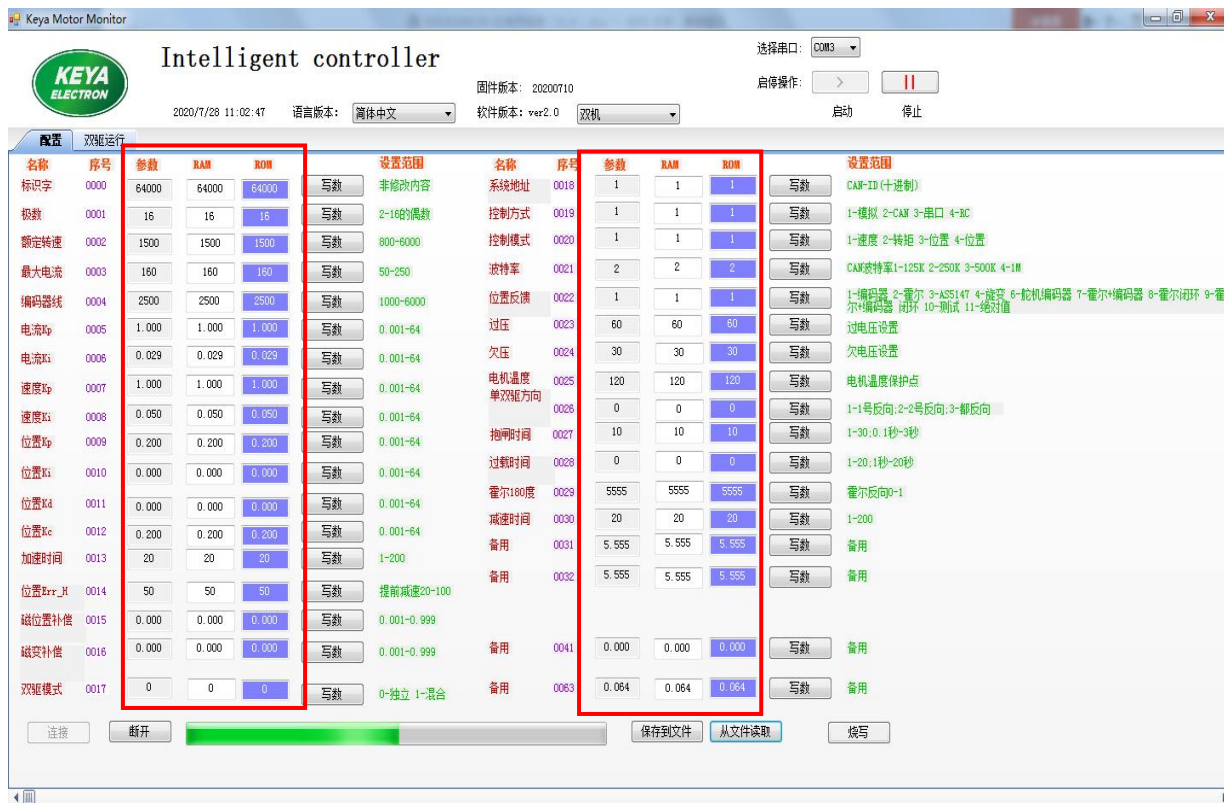 Keya Motor Monitor
KEYA
ELECTRON
Intelligent controller
选择串口: COM3
固件版本: 20200710
启停操作: >
启动 停止
2020/7/28 11:02:47 语言版本: 简体中文 软件版本: ver2.0 双机
配置 双驱运行
名称 序号 参数 RAM ROM 设置范围 名称 序号 参数 RAM ROM 设置范围
标识字 0000 64000 64000 64000 写数 非修改内容 系统地址 0018 1 1 1 写数 CAN-ID(十进制)
极数 0001 16 16 16 写数 2-16的偶数 控制方式 0019 1 1 1 写数 1-模拟 2-CAN 3-串口 4-RC
额定转速 0002 1500 1500 1500 写数 800-6000 控制模式 0020 1 1 1 写数 1-速度 2-转矩 3-位置 4-位置
最大电流 0003 160 160 160 写数 50-250 波特率 0021 2 2 2 写数 CAN波特率1-125K 2-250K 3-500K 4-1M
编码器线 0004 2500 2500 2500 写数 1000-6000 位置反馈 0022 1 1 1 写数 1-编码器 2-霍尔 3-AS5147 4-旋变 6-舵机编码器 7-霍尔+编码器 8-霍尔闭环 9-霍
尔+编码器 闭环 10-测试 11-绝对值
电流Kp 0005 1.000 1.000 1.000 写数 0.001-64 过压 0023 60 60 60 写数 过电压设置
电流Ki 0006 0.029 0.029 0.029 写数 0.001-64 欠压 0024 30 30 30 写数 欠电压设置
速度Kp 0007 1.000 1.000 1.000 写数 0.001-64 电机温度 0025 120 120 120 写数 电机温度保护点
速度Ki 0008 0.050 0.050 0.050 写数 0.001-64 单双驱方向 0026 0 0 0 写数 1-1号反向;2-2号反向;3-都反向
位置Kp 0009 0.200 0.200 0.200 写数 0.001-64 抱闸时间 0027 10 10 10 写数 1-30;0.1秒-3秒
位置Ki 0010 0.000 0.000 0.000 写数 0.001-64 过载时间 0028 0 0 0 写数 1-20;1秒-20秒
位置Kd 0011 0.000 0.000 0.000 写数 0.001-64 霍尔180度 0029 5555 5555 5555 写数 霍尔反向0-1
位置Kc 0012 0.200 0.200 0.200 写数 0.001-64 减速时间 0030 20 20 20 写数 1-200
加速时间 0013 20 20 20 写数 1-200 备用 0031 5.555 5.555 5.555 写数 备用
位置Err_H 0014 50 50 50 写数 提前减速20-100 备用 0032 5.555 5.555 5.555 写数 备用
磁位置补偿 0015 0.000 0.000 0.000 写数 0.001-0.999
磁变补偿 0016 0.000 0.000 0.000 写数 0.001-0.999 备用 0041 0.000 0.000 0.000 写数 备用
双驱模式 0017 0 0 0 写数 0-独立 1-混合 备用 0063 0.064 0.064 0.064 写数 备用
连接 断开 保存到文件 从文件读取 烧写